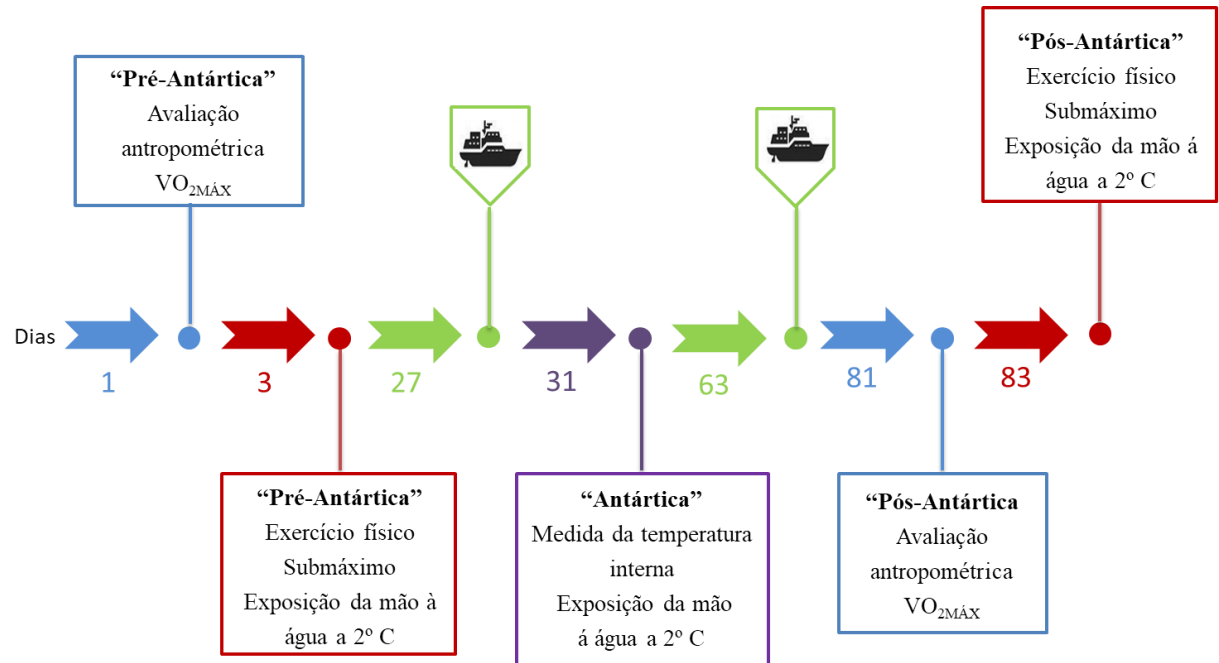 “Pré-Antártica”
Avaliação
antropométrica
VO2MÁX
“Pós-Antártica”
Exercício físico
Submáximo
Exposição da mão á
água a 2º C
Dias
1
3
27
31
63
81
83
“Pré-Antártica”
Exercício físico
Submáximo
Exposição da mão à
água a 2º C
“Antártica”
Medida da temperatura
interna
Exposição da mão
á água a 2º C
“Pós-Antártica
Avaliação
antropométrica
VO2MÁX